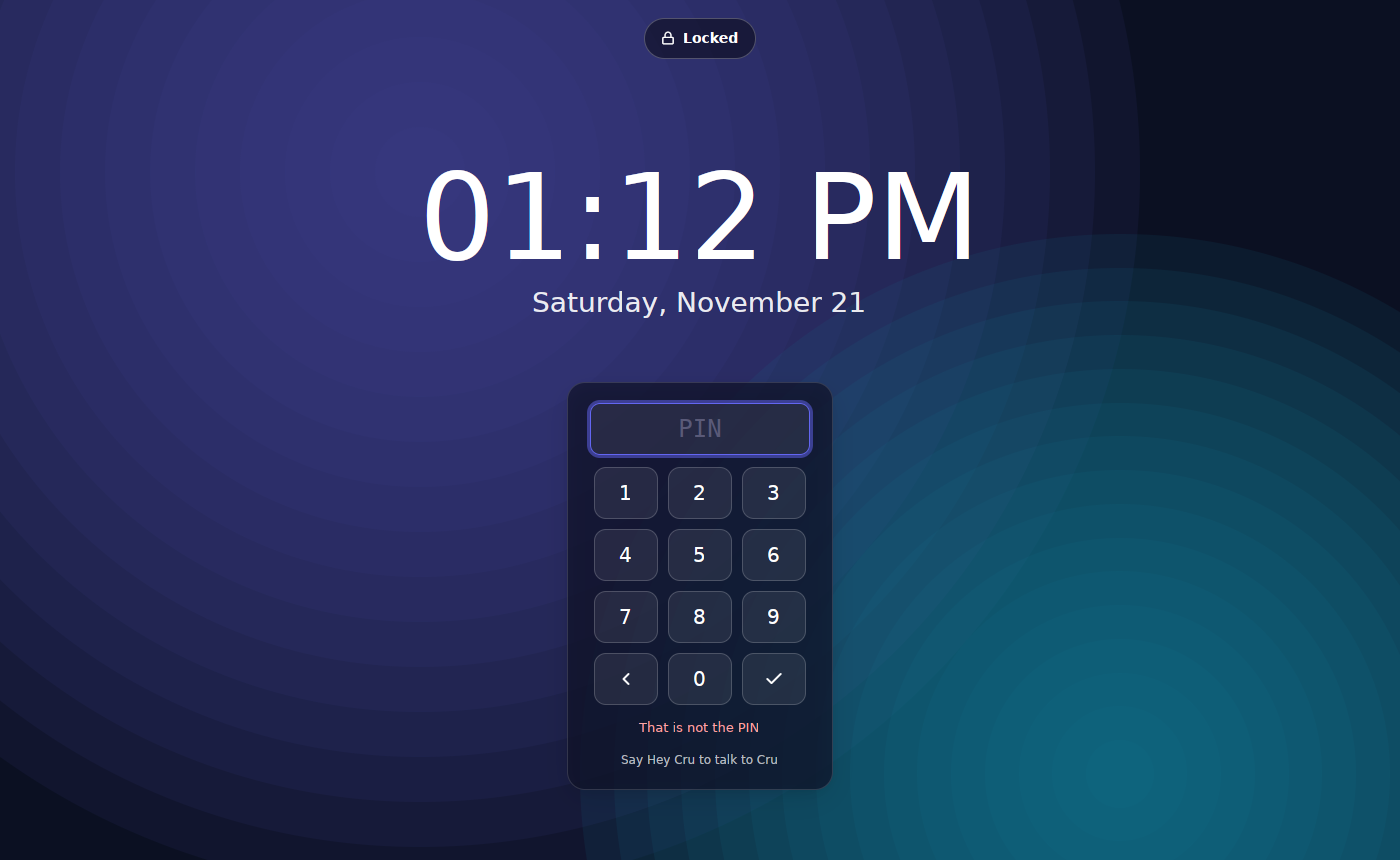 Locked
01:12 PM
Saturday, November 21
PIN
1 2 3
4 5 6
7 8 9
0
That is not the PIN
Say Hey Cru to talk to Cru